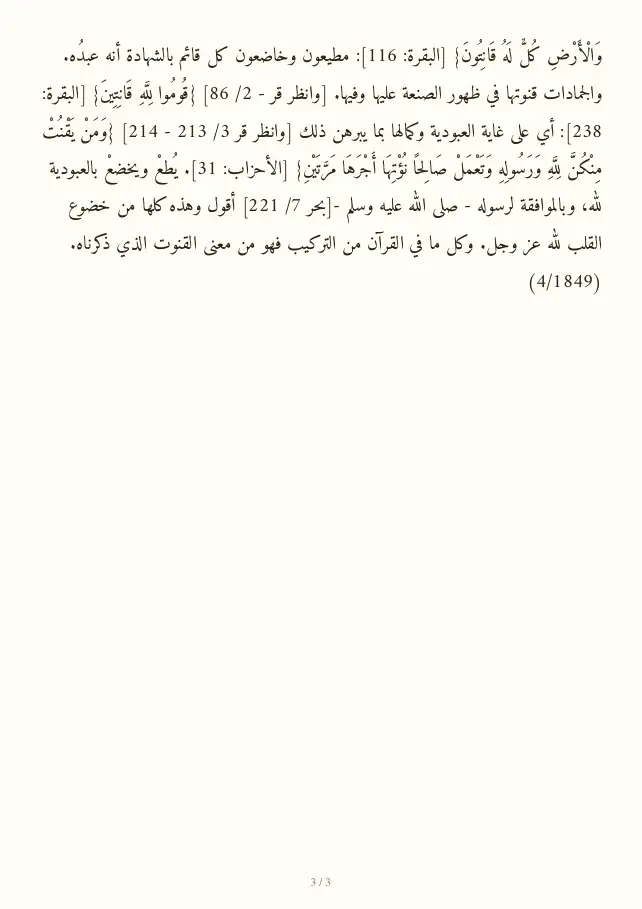 وَالْأَرْضِ كُلٌّ لَهُ قَانِتُونَ} [البقرة: 116]: مطيعون وخاضعون كل قائم بالشهادة أنه عبدُه.
والجمادات قنوتها في ظهور الصنعة عليها وفيها. [وانظر قر - 2/ 86] {قُومُوا لِلَّهِ قَانِتِينَ} [البقرة:
238]: أي على غاية العبودية وكمالها بما يبرهن ذلك [وانظر قر 3/ 213 - 214] {وَمَنْ يَقْنُتْ
مِنْكُنَّ لِلَّهِ وَرَسُولِهِ وَتَعْمَلْ صَالِحًا نُؤْتِهَا أَجْرَهَا مَرَّتَيْنِ} [الأحزاب: 31]. يُطعْ ويخضعْ بالعبودية
لله، وبالموافقة لرسوله - صلى الله عليه وسلم -[بحر 7/ 221] أقول وهذه كلها من خضوع
القلب لله عز وجل. وكل ما في القرآن من التركيب فهو من معنى القنوت الذي ذكرناه.
(4/1849)
3 / 3